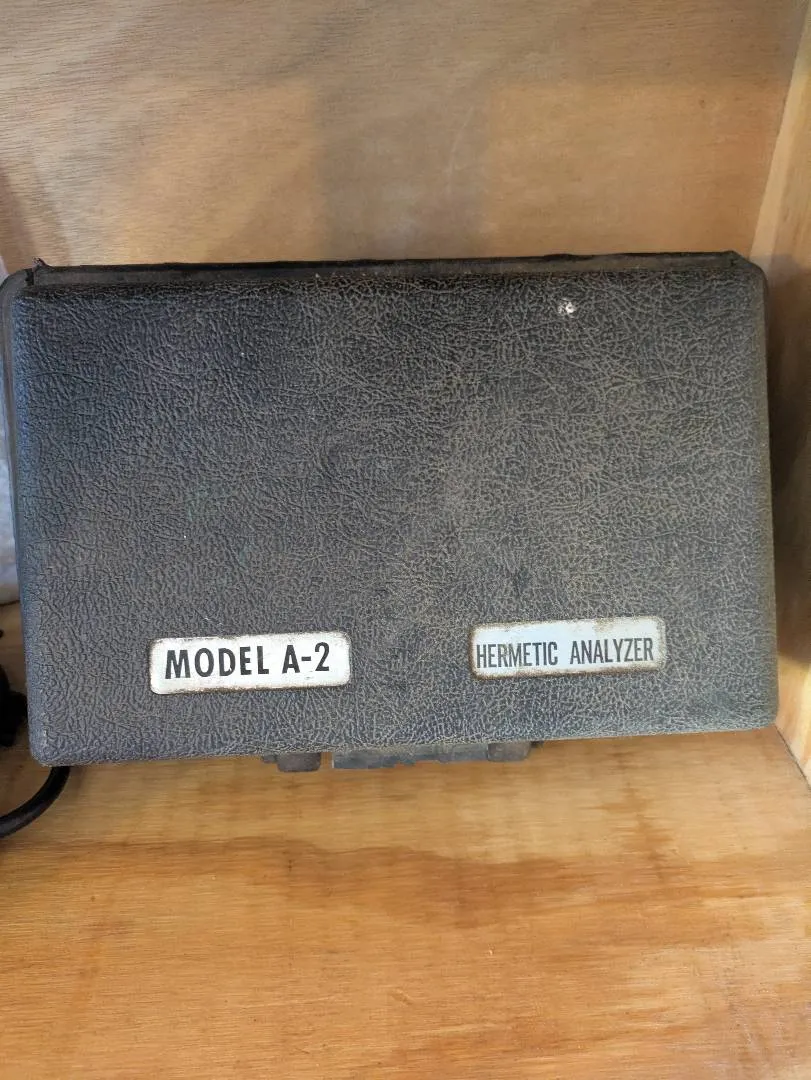 MODEL A-2
HERMETIC ANALYZER